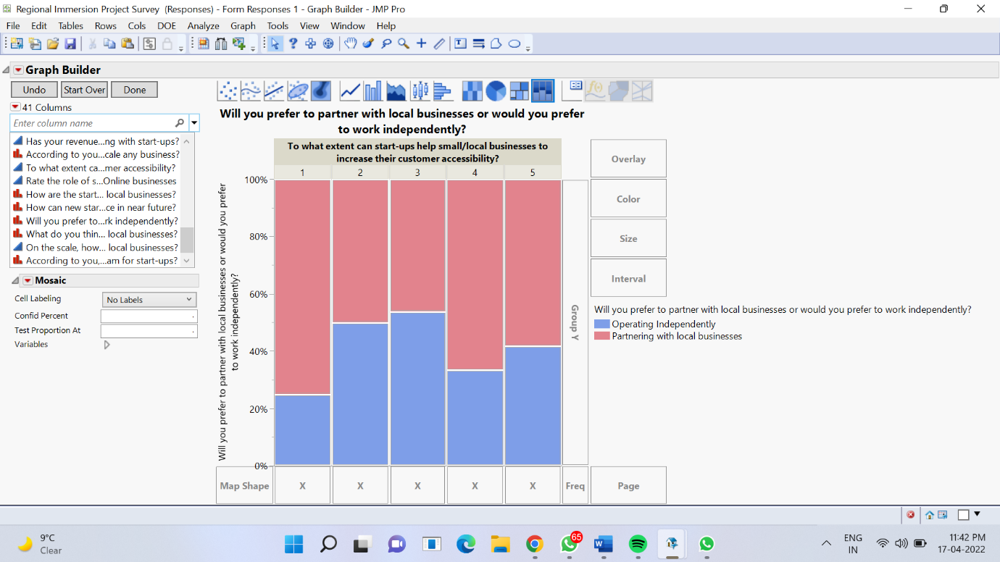 Regional Immersion Project Survey (Responses) - Form Responses 1 - Graph Builder - JMP Pro
File Edit Tables Rows Cols DOE Analyze Graph Tools View Window Help
Graph Builder
Undo Start Over Done
41 Columns
Enter column name
Has your revenue...ng with start-ups?
According to you...cale any business?
To what extent ca...mer accessibility?
Rate the role of s...Online businesses
How are the start... local businesses?
How can new star...ce in near future?
Will you prefer to...rk independently?
What do you thin... local businesses?
On the scale, how... local businesses?
According to you,...am for start-ups?
Mosaic
Cell Labeling No Labels
Confid Percent .
Test Proportion At .
Variables
Will you prefer to partner with local businesses or would you prefer
to work independently?
To what extent can start-ups help small/local businesses to
increase their customer accessibility?
1 2 3 4 5
100%
80%
60%
40%
20%
0%
Will you prefer to partner with local businesses or would you prefer
to work independently?
Map Shape X X X X X Freq Page
Group Y
Overlay
Color
Size
Interval
Will you prefer to partner with local businesses or would you prefer to work independently?
Operating Independently
Partnering with local businesses
9°C
Clear
65
ENG
IN
11:42 PM
17-04-2022